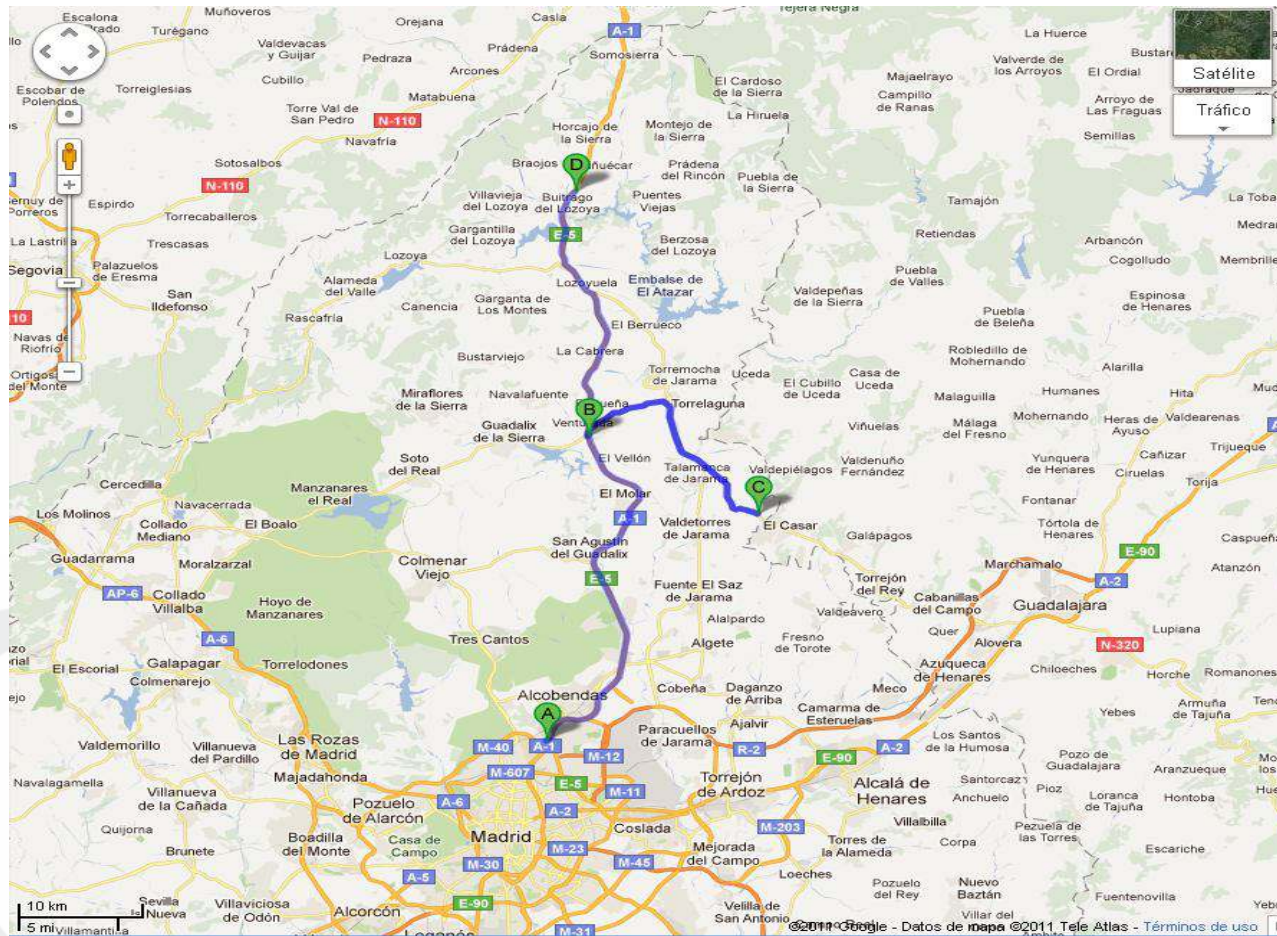 Escalona
del Prado
Muñoveros
Turégano
Orejana
Casla
A-1
Somosierra
Tejera Negra
La Huerce
Valdevacas
y Guijar
Pedraza
Prádena
Arcones
Cubillo
Matabuena
El Cardoso
de la Sierra
Majaelrayo
Valverde de
los Arroyos
El Ordial
Satélite
Tráfico
Escobar de
Polendos
Torreiglesias
Torre Val de
San Pedro
N-110
Navafría
Horcajo de
la Sierra
Montejo de
la Sierra
La Hiruela
Campillo
de Ranas
Arroyo de
Las Fraguas
Semillas
Sotosalbos
Braojos
D
Prádena
del Rincón
Puebla de
la Sierra
N-110
Espirdo
Torrecaballeros
Villavieja
del Lozoya
Buitrago
del Lozoya
Puentes
Viejas
Tamajón
La Lastrilla
Trescasas
Gargantilla
del Lozoya
E-5
Berzosa
del Lozoya
Retiendas
Arbancón
Cogolludo
Segovia
Palazuelos
de Eresma
Lozoya
Alameda
del Valle
Lozoyuela
Embalse de
El Atazar
Valdepeñas
de la Sierra
Puebla
de Valles
Membrille
San
Ildefonso
Rascafría
Canencia
Garganta de
Los Montes
El Berrueco
Espinosa
de Henares
Puebla
de Beleña
Navas de
Riofrío
Bustarviejo
La Cabrera
Torremocha
de Jarama
Uceda
El Cubillo
de Uceda
Casa de
Uceda
Robledillo de
Mohernando
Alarilla
Miraflores
de la Sierra
Navalafuente
B
Torrelaguna
Malaguilla
Humanes
Hita
Mohernando
Guadalix
de la Sierra
Viñuelas
Málaga
del Fresno
Heras de
Ayuso
Valdearenas
Soto
del Real
El Vellón
Talamanca
de Jarama
Valdepiélagos
Valdenuño
Fernández
Yunquera
de Henares
Cañizar
Ciruelas
Trijueque
Torija
Cercedilla
Manzanares
el Real
El Molar
C
Fontanar
Los Molinos
Navacerrada
Collado
Mediano
El Boalo
A-1
Valdetorres
de Jarama
El Casar
Galápagos
Tórtola de
Henares
Guadarrama
Moralzarzal
Colmenar
Viejo
San Agustín
del Guadalix
E-5
Fuente El Saz
de Jarama
Torrejón
del Rey
Marchamalo
E-90
A-2
Atanzón
AP-6
Collado
Villalba
Hoyo de
Manzanares
Valdeavero
Cabanillas
del Campo
Guadalajara
A-6
Tres Cantos
Alalpardo
Algete
Fresno
de Torote
Quer
Alovera
Lupiana
N-320
El Escorial
Galapagar
Torrelodones
Colmenarejo
Azuqueca
de Henares
Chiloeches
Horche
Romanones
Alcobendas
Cobeña
Daganzo
de Arriba
Meco
Camarma de
Esteruelas
Yebes
Armuña
de Tajuña
A
Valdemorillo
Villanueva
del Pardillo
Las Rozas
de Madrid
M-40
A-1
M-12
Paracuellos
de Jarama
Ajalvir
R-2
E-90
A-2
Los Santos
de la Humosa
Pozo de
Guadalajara
Aranzueque
Navalagamella
Majadahonda
M-607
E-5
M-11
Torrejón
de Ardoz
Alcalá de
Henares
Santorcaz
Anchuelo
Pioz
Loranca
de Tajuña
Hontoba
Villanueva
de la Cañada
Pozuelo
de Alarcón
A-6
A-2
Villalbilla
Quijorna
Boadilla
del Monte
Casa de
Campo
Madrid
Coslada
M-203
Torres de
la Alameda
Corpa
Pezuela de
las Torres
Escariche
Brunete
M-30
M-23
M-45
Mejorada
del Campo
Loeches
A-5
Pozuelo
del Rey
Nuevo
Baztán
Fuentenovilla
10 km
5 mi
Sevilla
la Nueva
Villaviciosa
de Odón
Alcorcón
E-90
M-31
Velilla de
San Antonio
Villar del
Villamantilla
Leganés
©2011 Google - Datos de mapa ©2011 Tele Atlas - Términos de uso